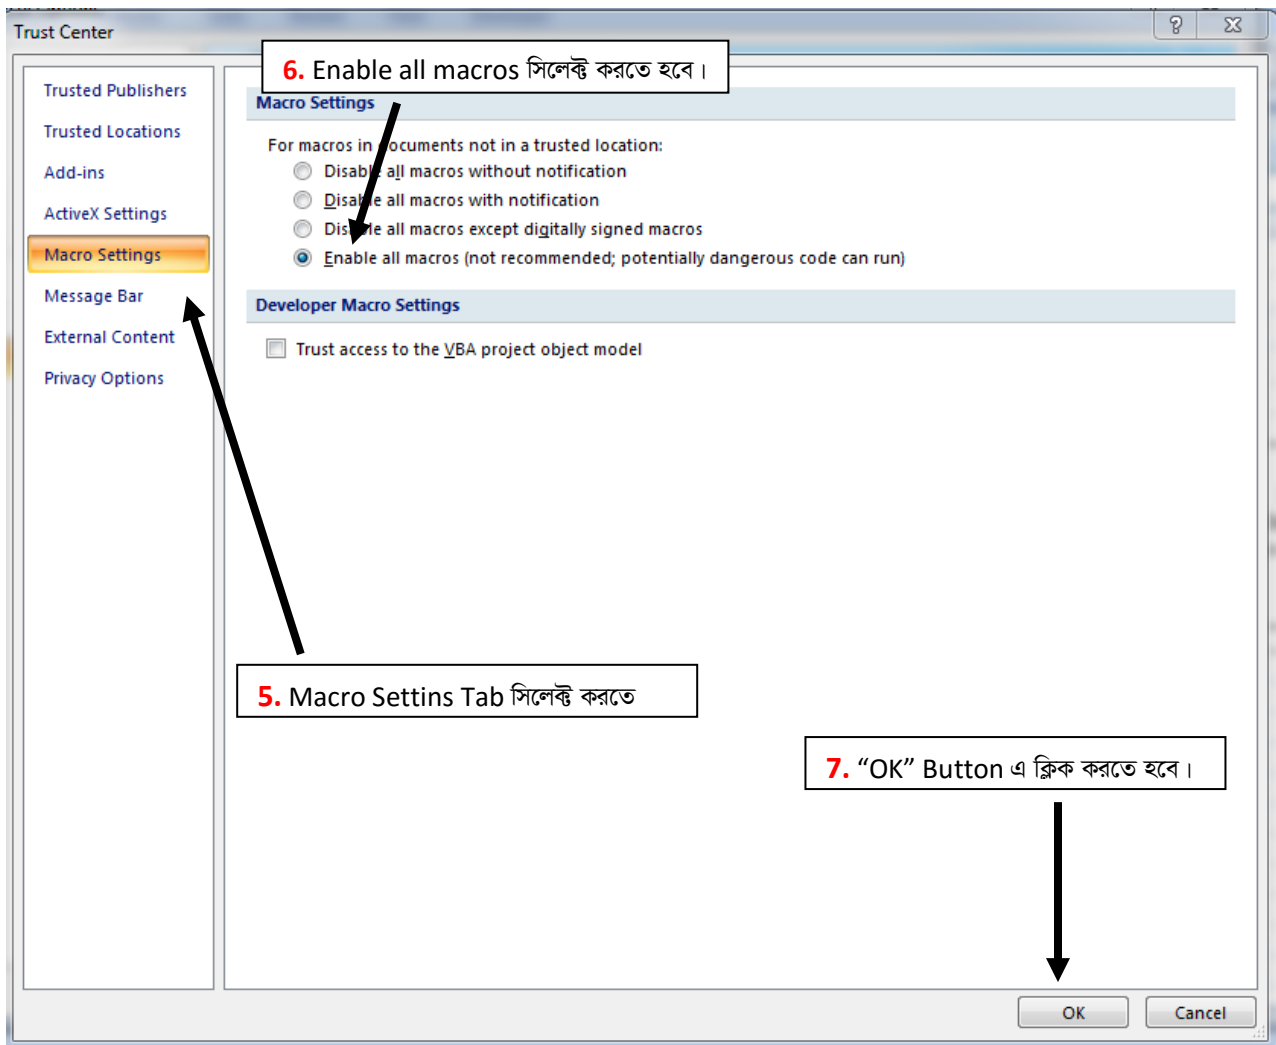 Trust Center
6. Enable all macros সিলেক্ট করতে হবে।
Trusted Publishers
Trusted Locations
Add-ins
ActiveX Settings
Macro Settings
Message Bar
External Content
Privacy Options
Macro Settings
For macros in documents not in a trusted location:
Disable all macros without notification
Disable all macros with notification
Disable all macros except digitally signed macros
Enable all macros (not recommended; potentially dangerous code can run)
Developer Macro Settings
Trust access to the VBA project object model
5. Macro Settins Tab সিলেক্ট করতে
7. “OK” Button এ ক্লিক করতে হবে।
OK
Cancel